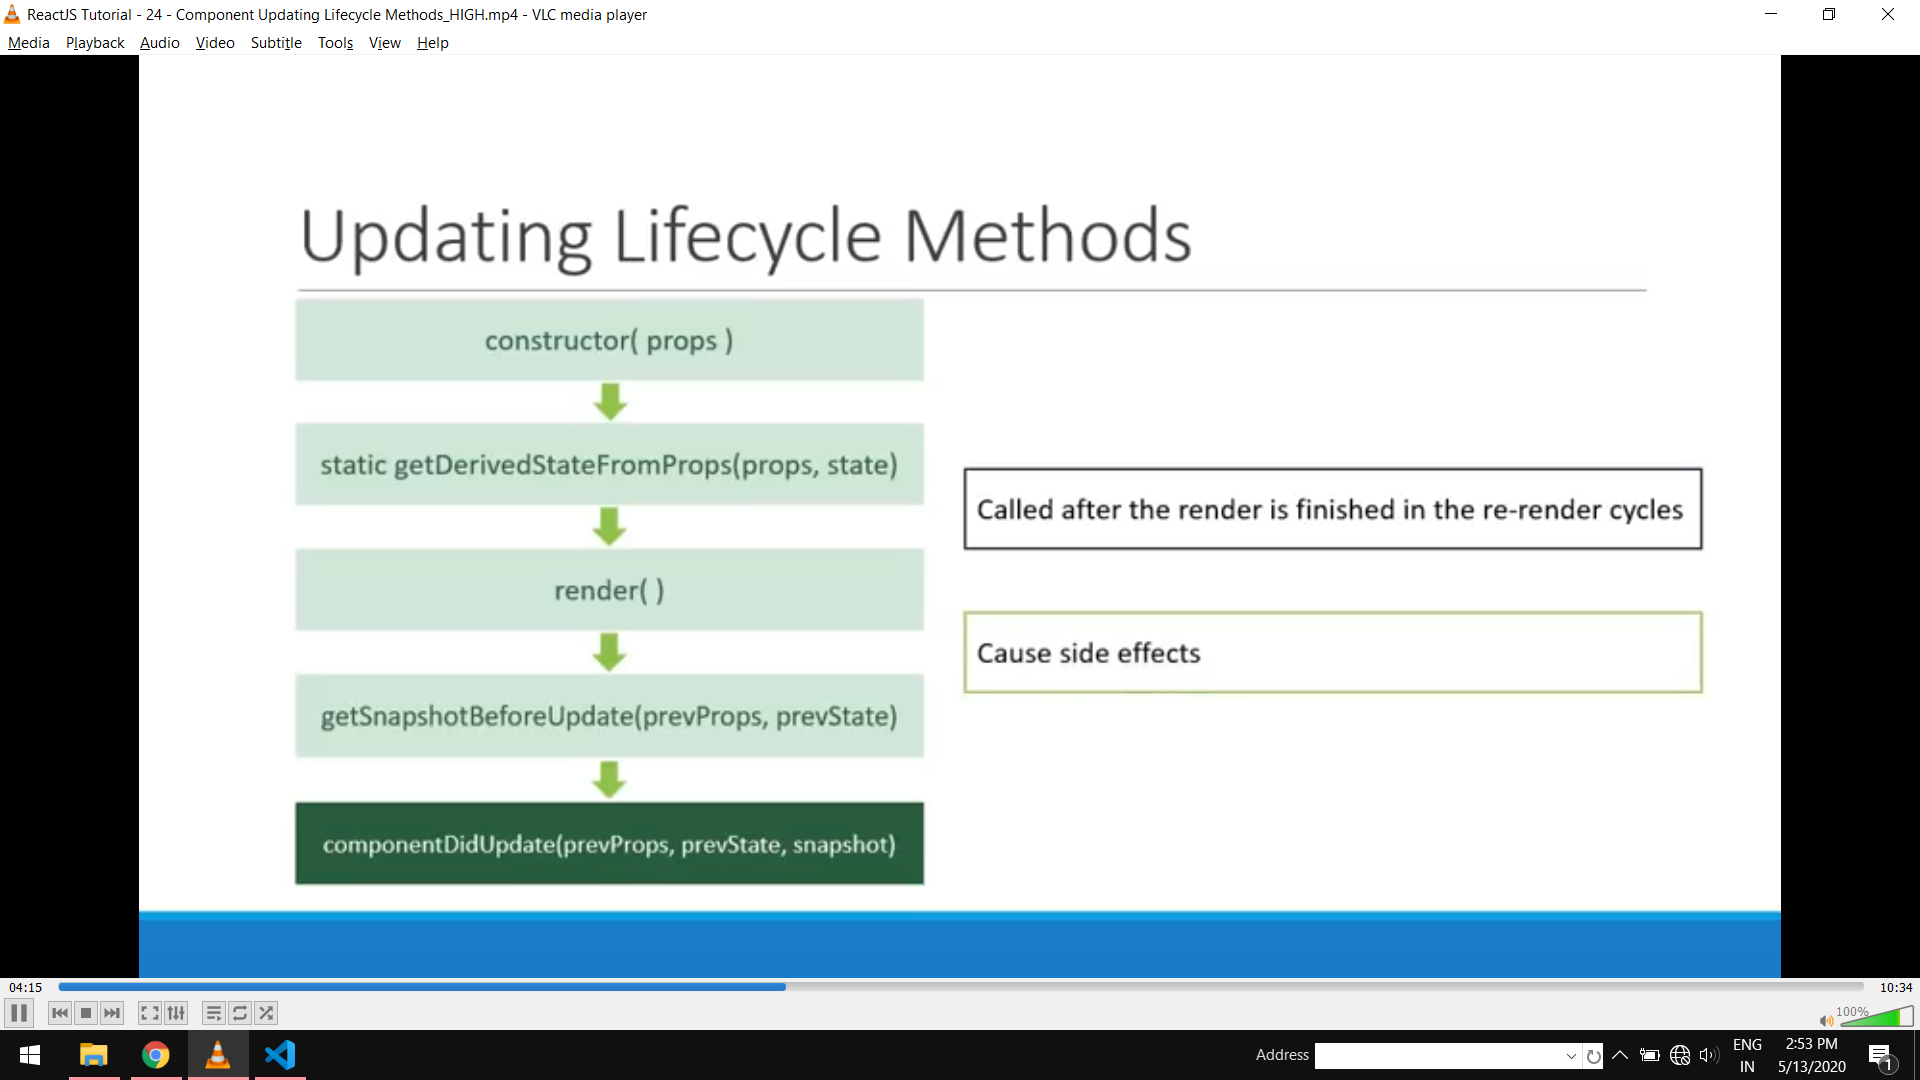 ReactJS Tutorial - 24 - Component Updating Lifecycle Methods_HIGH.mp4 - VLC media player
Media Playback Audio Video Subtitle Tools View Help
Updating Lifecycle Methods
constructor( props )
static getDerivedStateFromProps(props, state)
render( )
getSnapshotBeforeUpdate(prevProps, prevState)
componentDidUpdate(prevProps, prevState, snapshot)
Called after the render is finished in the re-render cycles
Cause side effects
04:15
10:34
100%
Address
ENG
IN
2:53 PM
5/13/2020
1